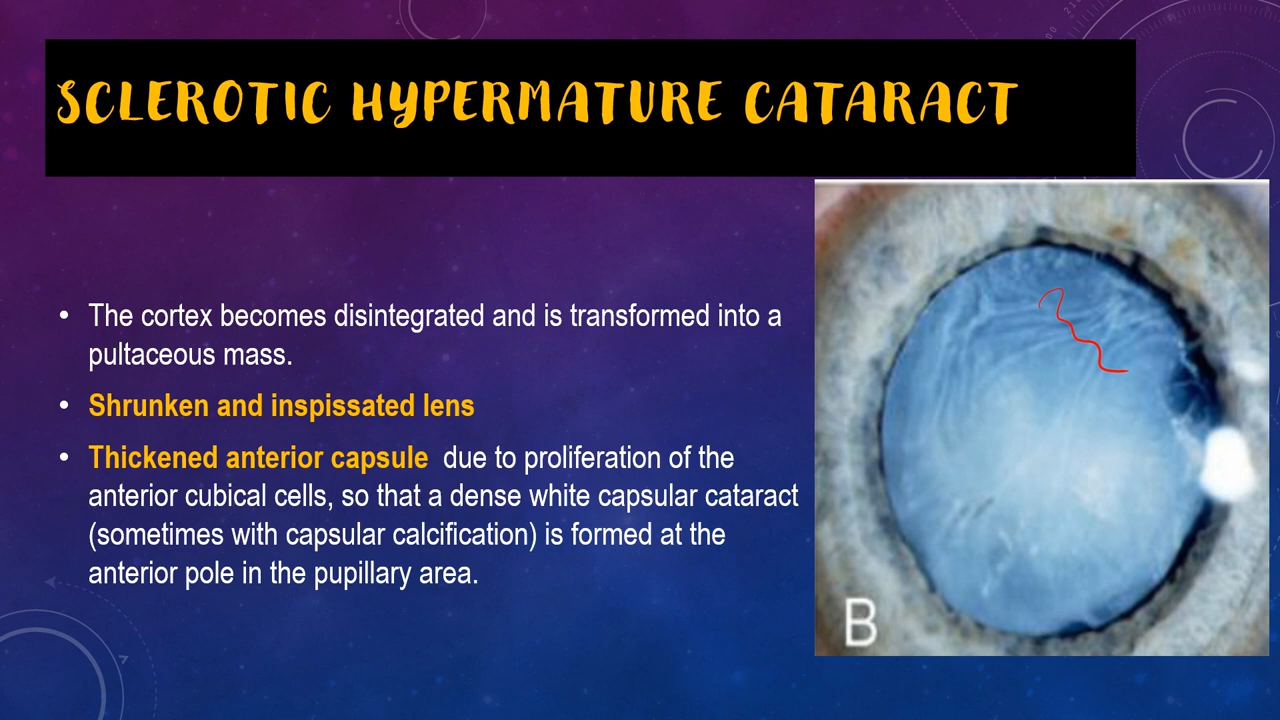 SCLEROTIC HYPERMATURE CATARACT
• The cortex becomes disintegrated and is transformed into a
pultaceous mass.
• Shrunken and inspissated lens
• Thickened anterior capsule due to proliferation of the
anterior cubical cells, so that a dense white capsular cataract
(sometimes with capsular calcification) is formed at the
anterior pole in the pupillary area.
B